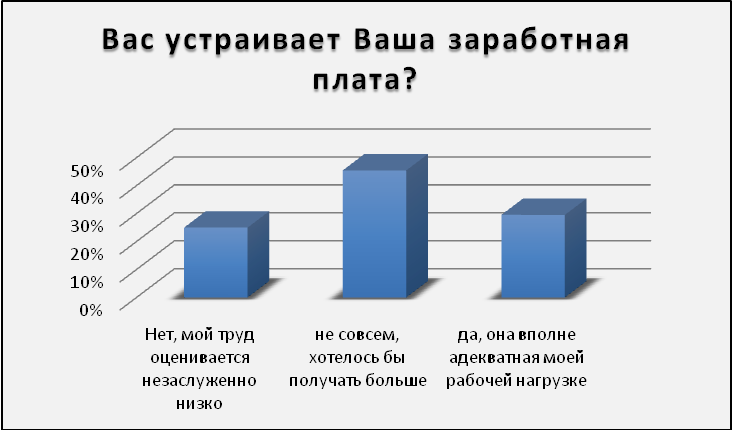 Вас устраивает Ваша заработная
плата?
50%
40%
30%
20%
10%
0%
Нет, мой труд
оценивается
незаслуженно
низко
не совсем,
хотелось бы
получать больше
да, она вполне
адекватная моей
рабочей нагрузке